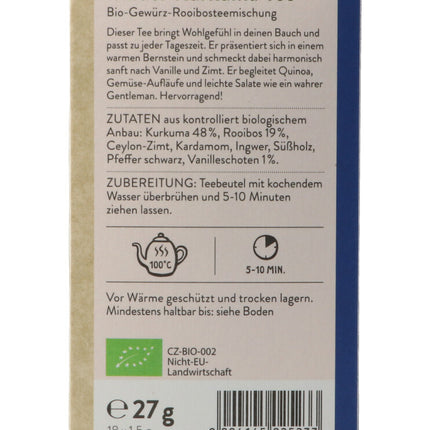 Bio-Gewürz-Rooibosteemischung
Dieser Tee bringt Wohlgefühl in deinen Bauch und
passt zu jeder Tageszeit. Er präsentiert sich in einem
warmen Bernstein und schmeckt dabei harmonisch
sanft nach Vanille und Zimt. Er begleitet Quinoa,
Gemüse-Aufläufe und leichte Salate wie ein wahrer
Gentleman. Hervorragend!
ZUTATEN aus kontrolliert biologischem
Anbau: Kurkuma 48%, Rooibos 19%,
Ceylon-Zimt, Kardamom, Ingwer, Süßholz,
Pfeffer schwarz, Vanilleschoten 1%.
ZUBEREITUNG: Teebeutel mit kochendem
Wasser überbrühen und 5-10 Minuten
ziehen lassen.
100°C
5-10 MIN.
Vor Wärme geschützt und trocken lagern.
Mindestens haltbar bis: siehe Boden
CZ-BIO-002
Nicht-EU-
Landwirtschaft
℮ 27 g